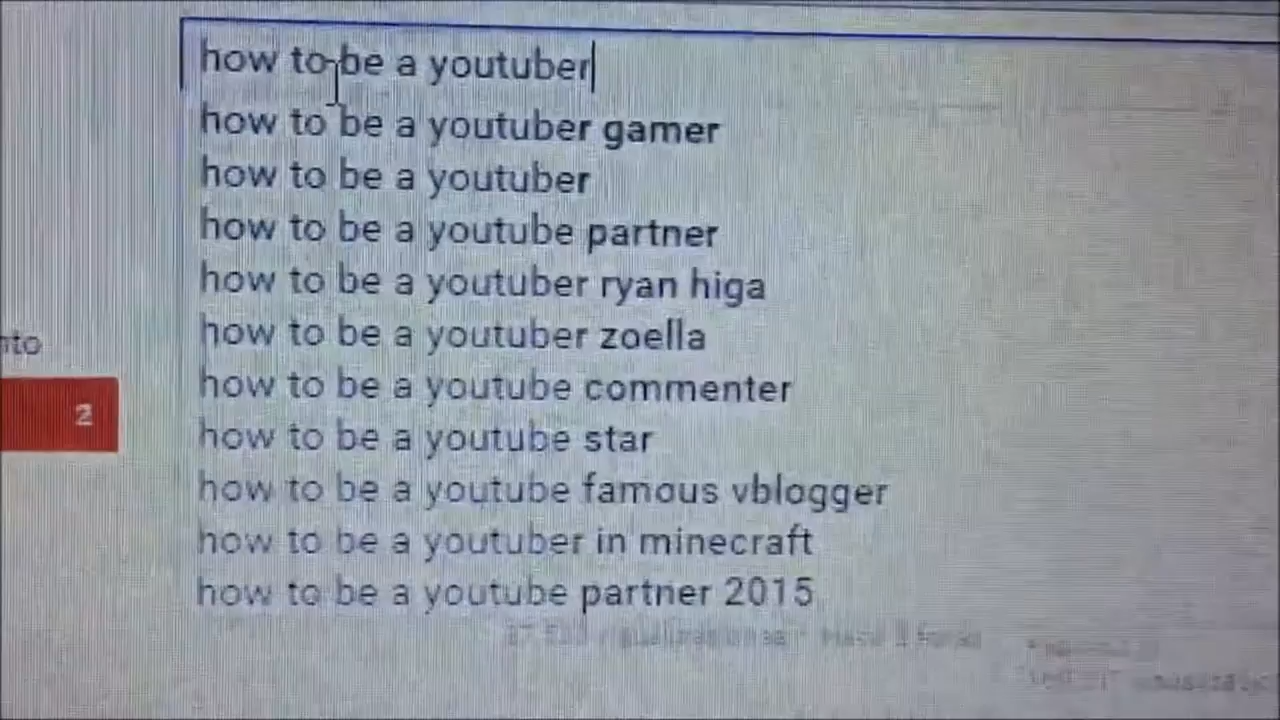 how to be a youtuber
how to be a youtuber gamer
how to be a youtuber
how to be a youtube partner
how to be a youtuber ryan higa
how to be a youtuber zoella
nto
how to be a youtube commenter
2
how to be a youtube star
how to be a youtube famous vblogger
how to be a youtuber in minecraft
how to be a youtube partner 2015